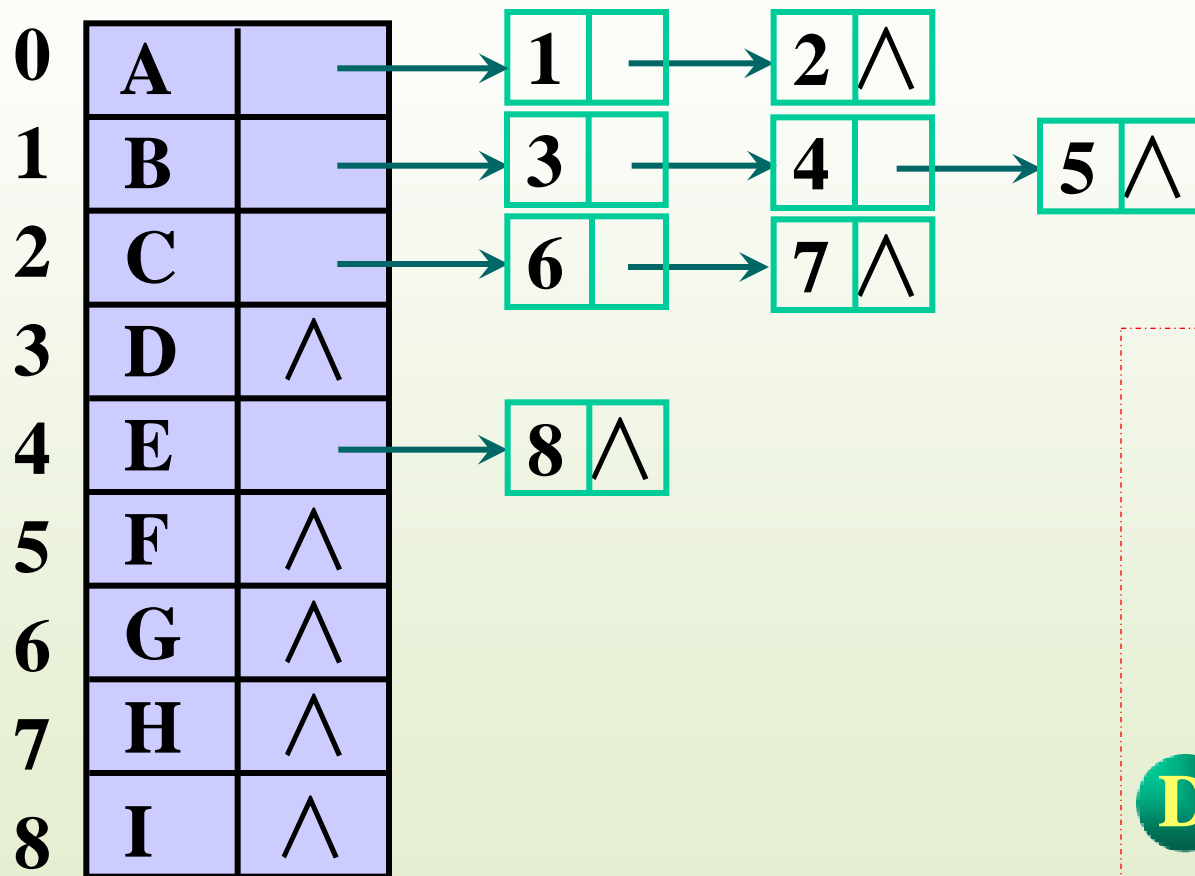 0 A 1 2 ∧
1 B 3 4 5 ∧
2 C 6 7 ∧
3 D ∧
4 E 8 ∧
5 F ∧
6 G ∧
7 H ∧
D
8 I ∧